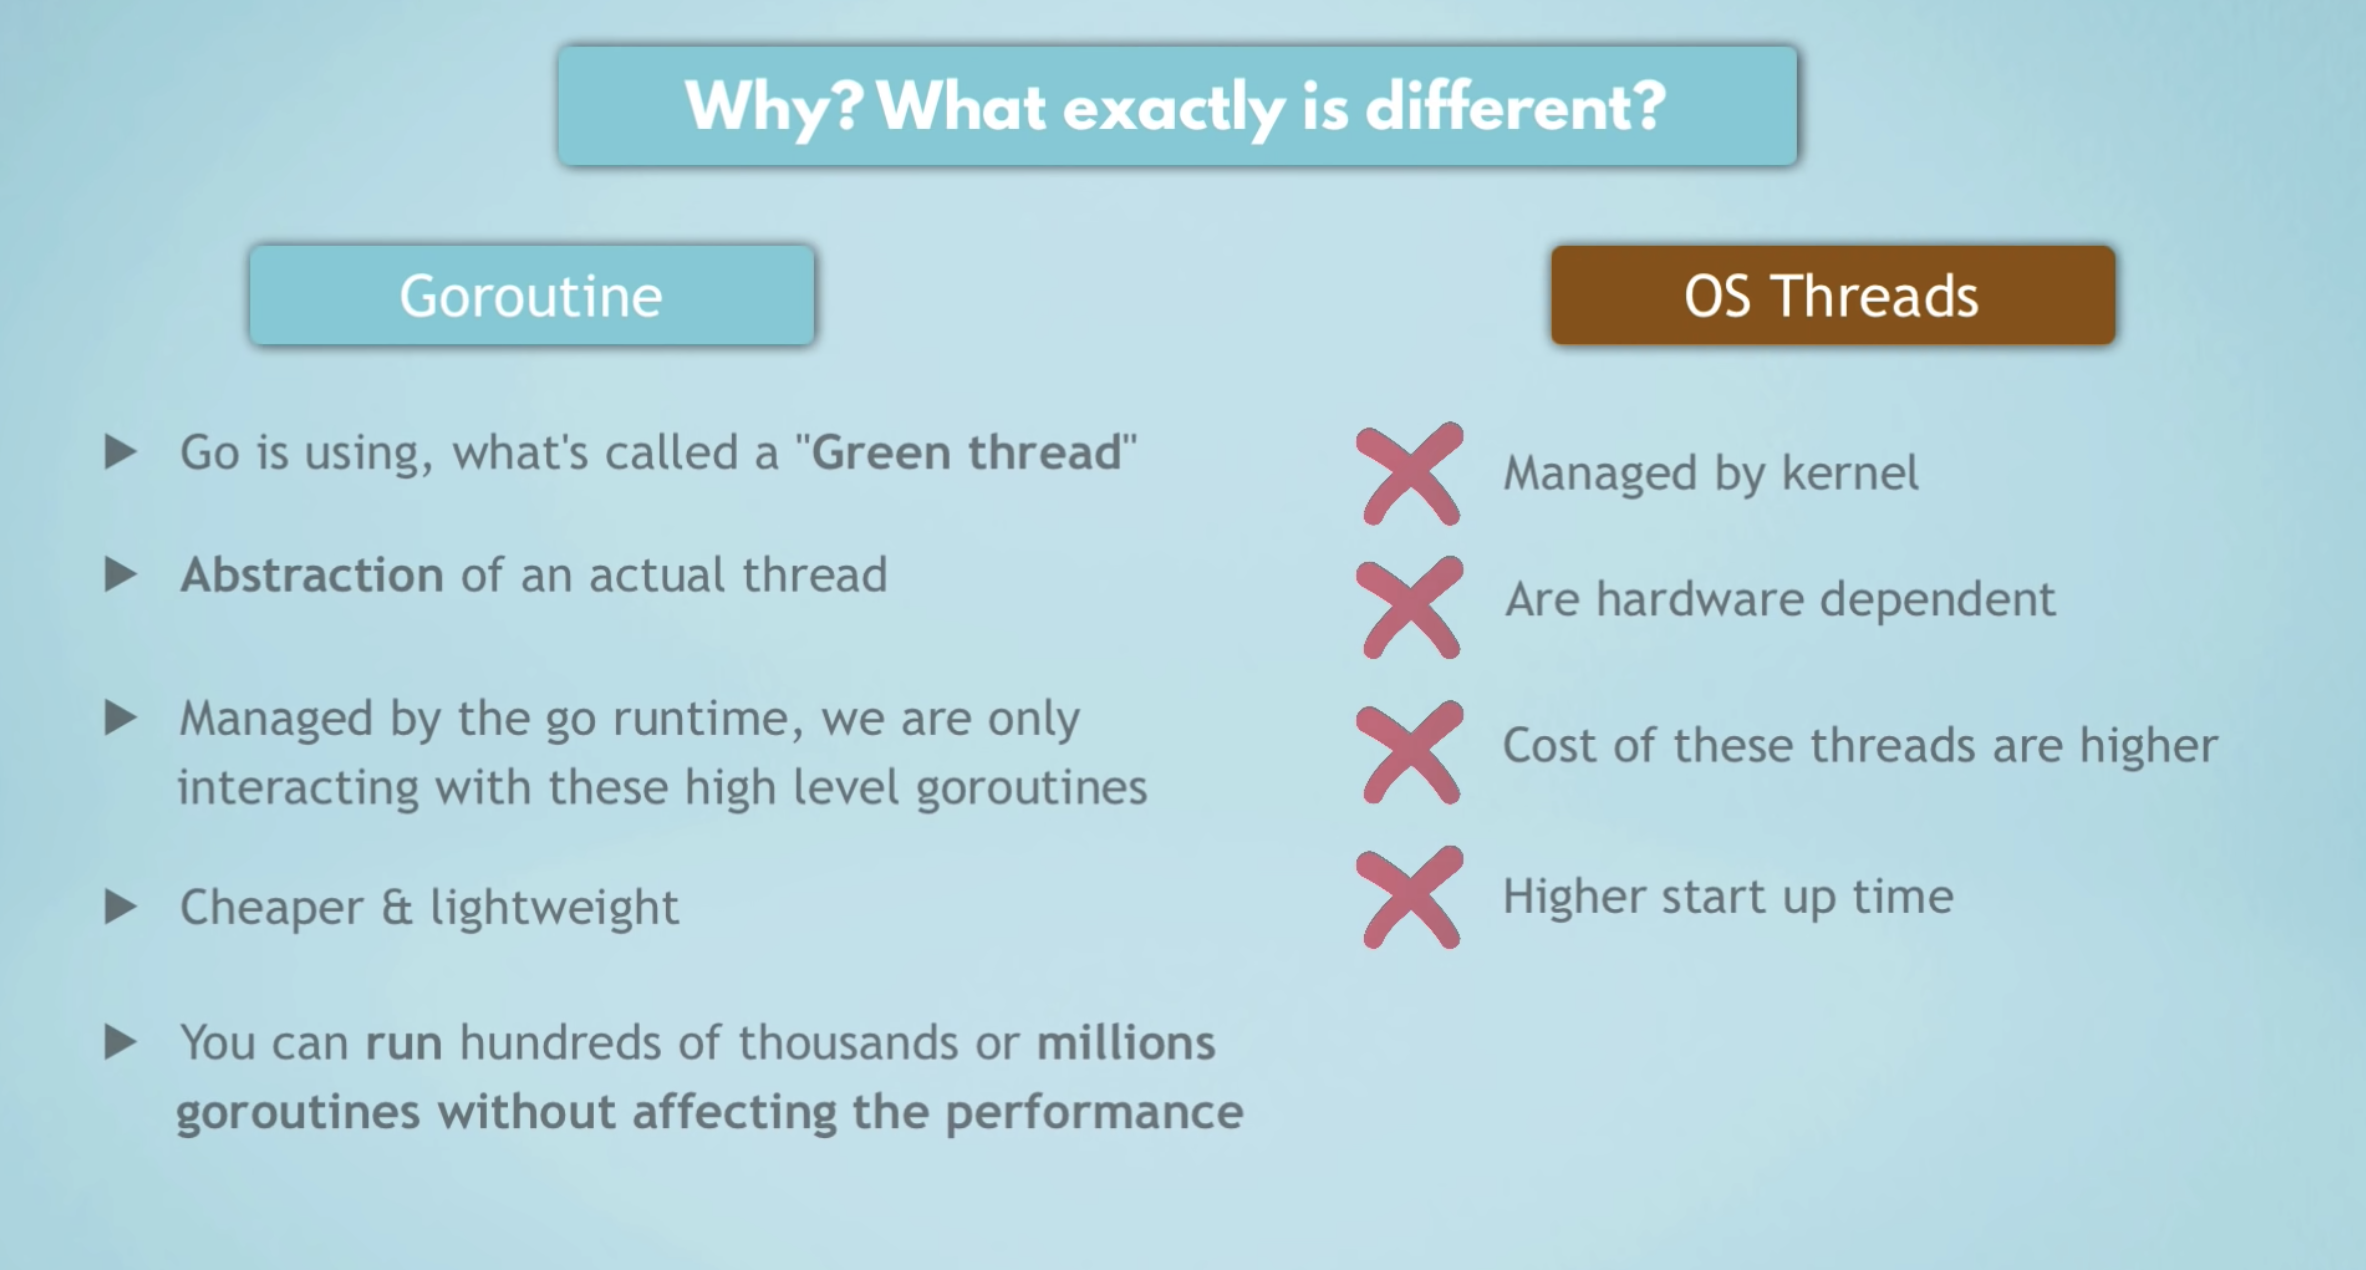 Why? What exactly is different?
Goroutine
Go is using, what's called a "Green thread"
Abstraction of an actual thread
Managed by the go runtime, we are only
interacting with these high level goroutines
Cheaper & lightweight
You can run hundreds of thousands or millions
goroutines without affecting the performance
OS Threads
Managed by kernel
Are hardware dependent
Cost of these threads are higher
Higher start up time